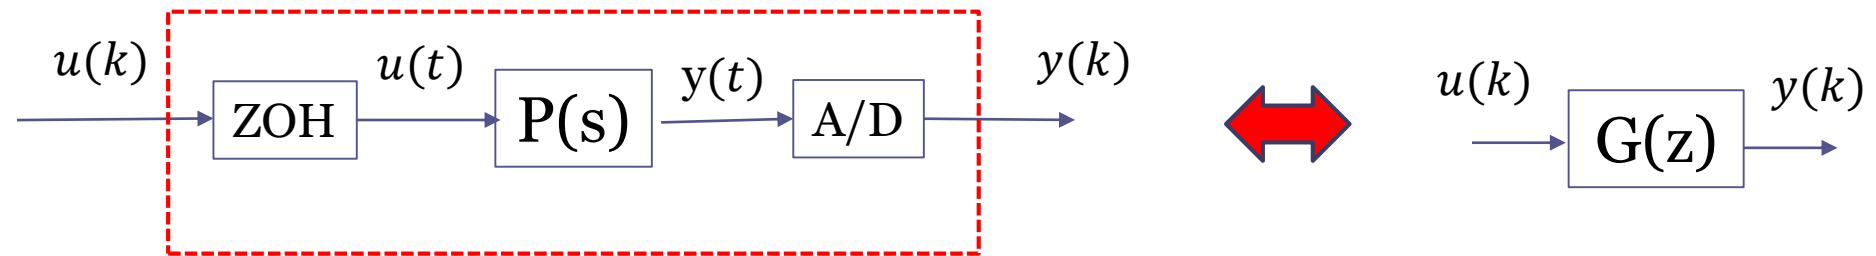 u(k)
ZOH
u(t)
P(s)
y(t)
A/D
y(k)
u(k)
G(z)
y(k)